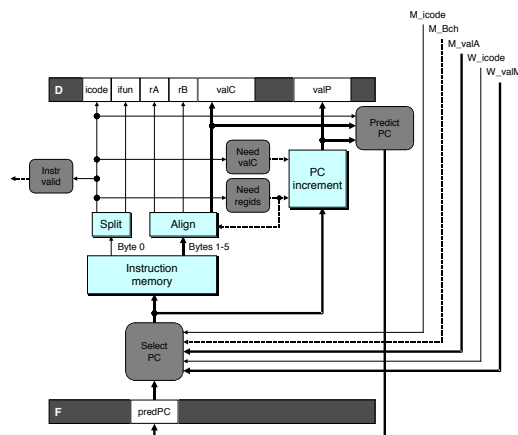 M_icode
M_Bch
M_valA
W_icode
W_valM
D icode ifun rA rB valC valP
Predict PC
Need valC
PC increment
Instr valid
Need regids
Split
Align
Byte 0
Bytes 1-5
Instruction memory
Select PC
F predPC